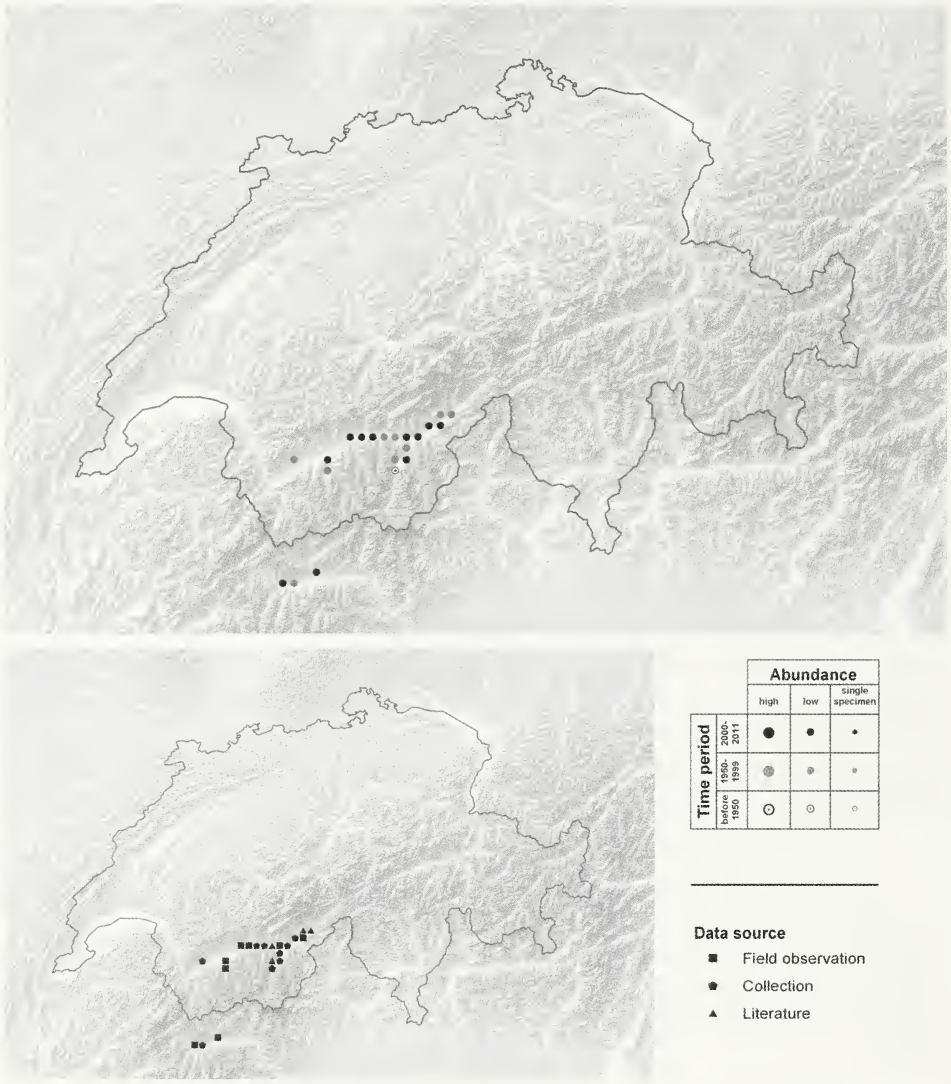 Abundance
high low single specimen
Time period
2000-2011
1950-1999
before 1950
Data source
Field observation
Collection
Literature